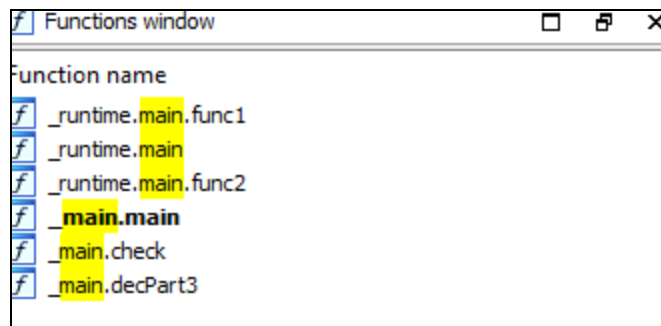 f Functions window
Function name
f _runtime.main.func1
f _runtime.main
f _runtime.main.func2
f _main.main
f _main.check
f _main.decPart3